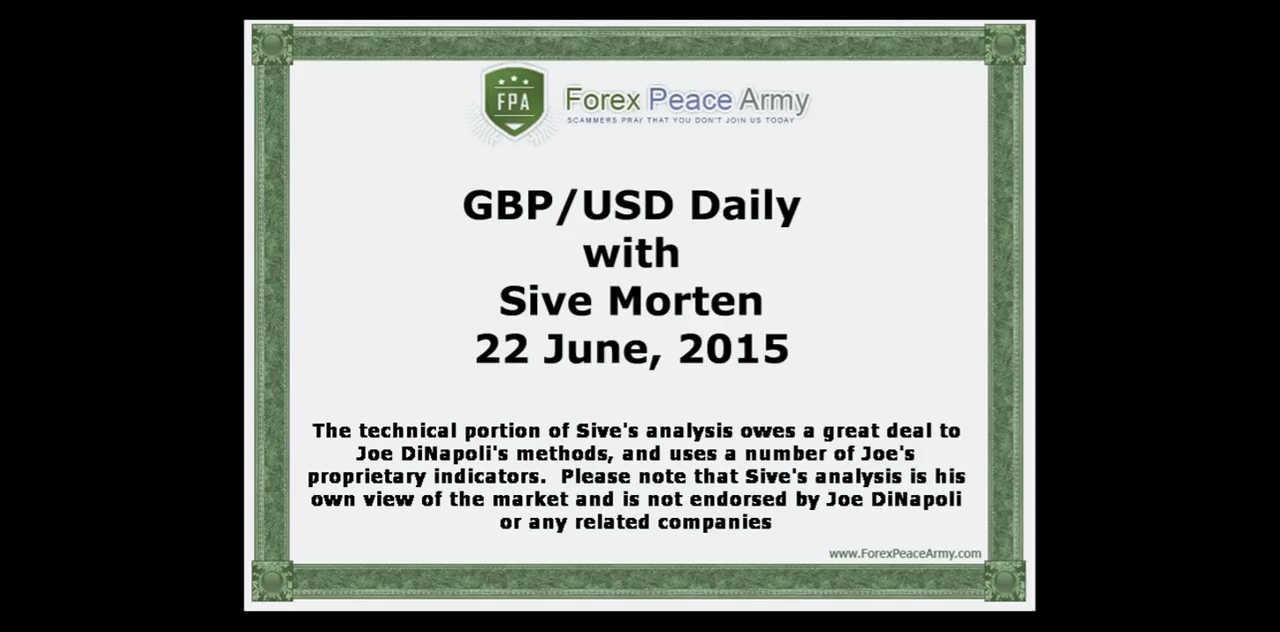 FPA
Forex Peace Army
SCAMMERS PRAY THAT YOU DON'T JOIN US TODAY
GBP/USD Daily
with
Sive Morten
22 June, 2015
The technical portion of Sive's analysis owes a great deal to
Joe DiNapoli's methods, and uses a number of Joe's
proprietary indicators.  Please note that Sive's analysis is his
own view of the market and is not endorsed by Joe DiNapoli
or any related companies
www.ForexPeaceArmy.com